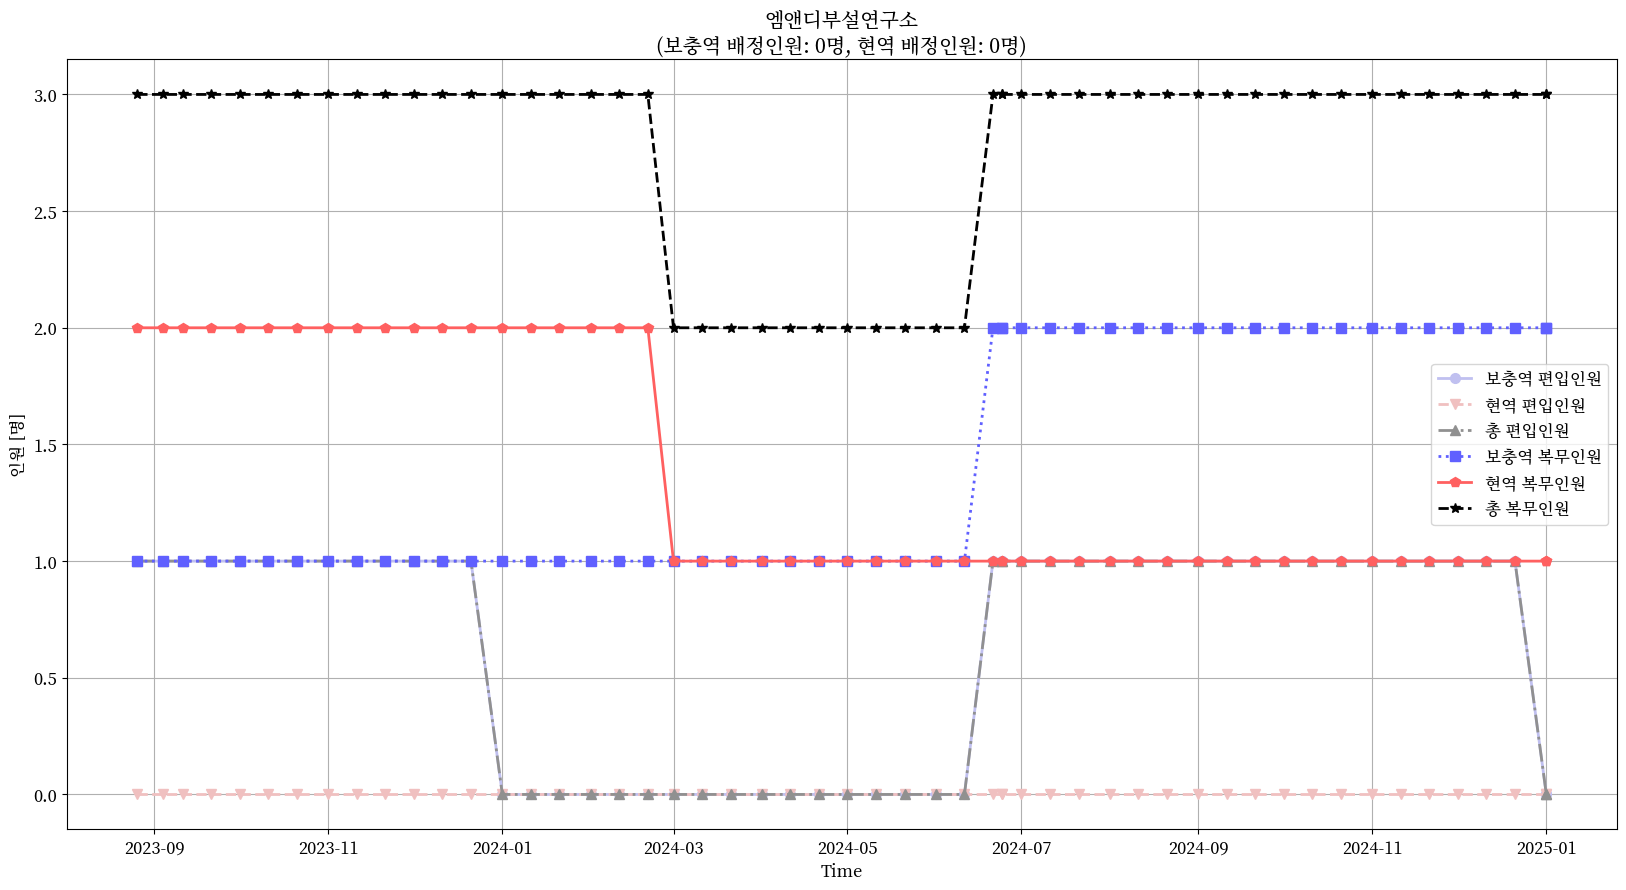 엠앤디부설연구소
(보충역 배정인원: 0명, 현역 배정인원: 0명)
인원 [명]
3.0
2.5
2.0
1.5
1.0
0.5
0.0
보충역 편입인원
현역 편입인원
총 편입인원
보충역 복무인원
현역 복무인원
총 복무인원
2023-09
2023-11
2024-01
2024-03
2024-05
2024-07
2024-09
2024-11
2025-01
Time